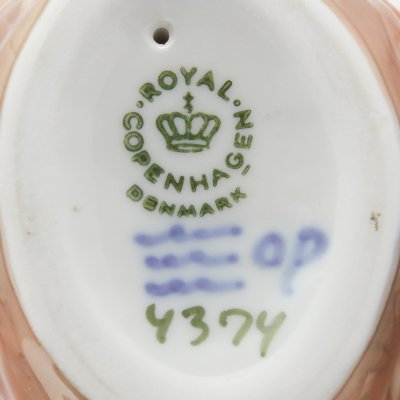 ROYAL
COPENHAGEN
DENMARK
OP
4374